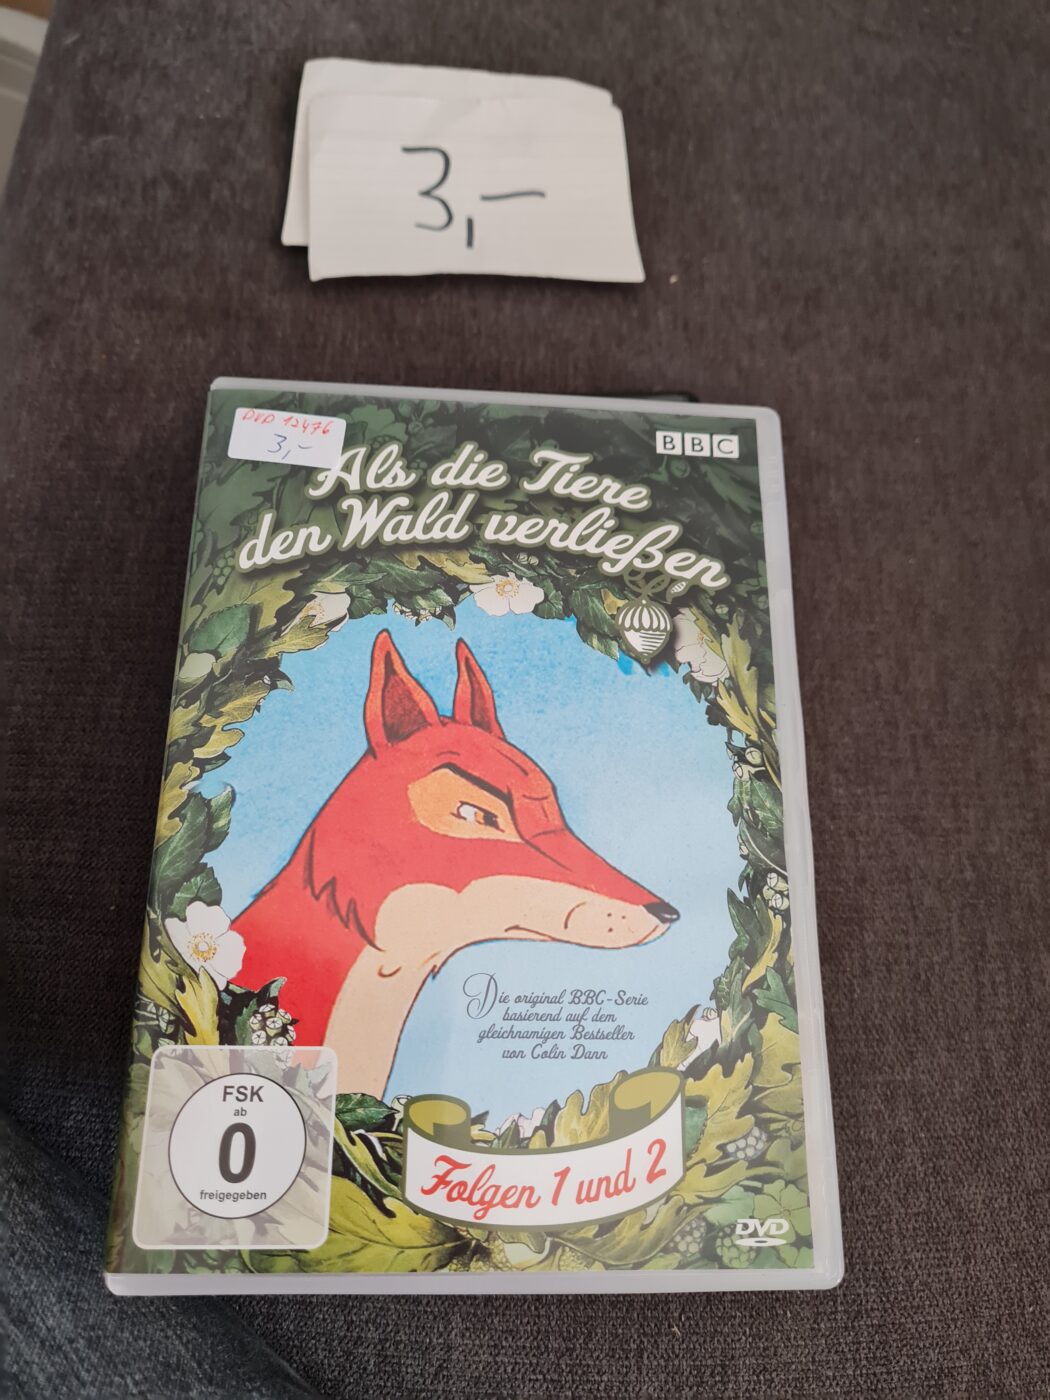 3,-
DVD 12476
3,-
BBC
Als die Tiere
den Wald verließen
Die original BBC-Serie
basierend auf dem
gleichnamigen Bestseller
von Colin Dann
FSK
ab
0
freigegeben
Folgen 1 und 2
DVD